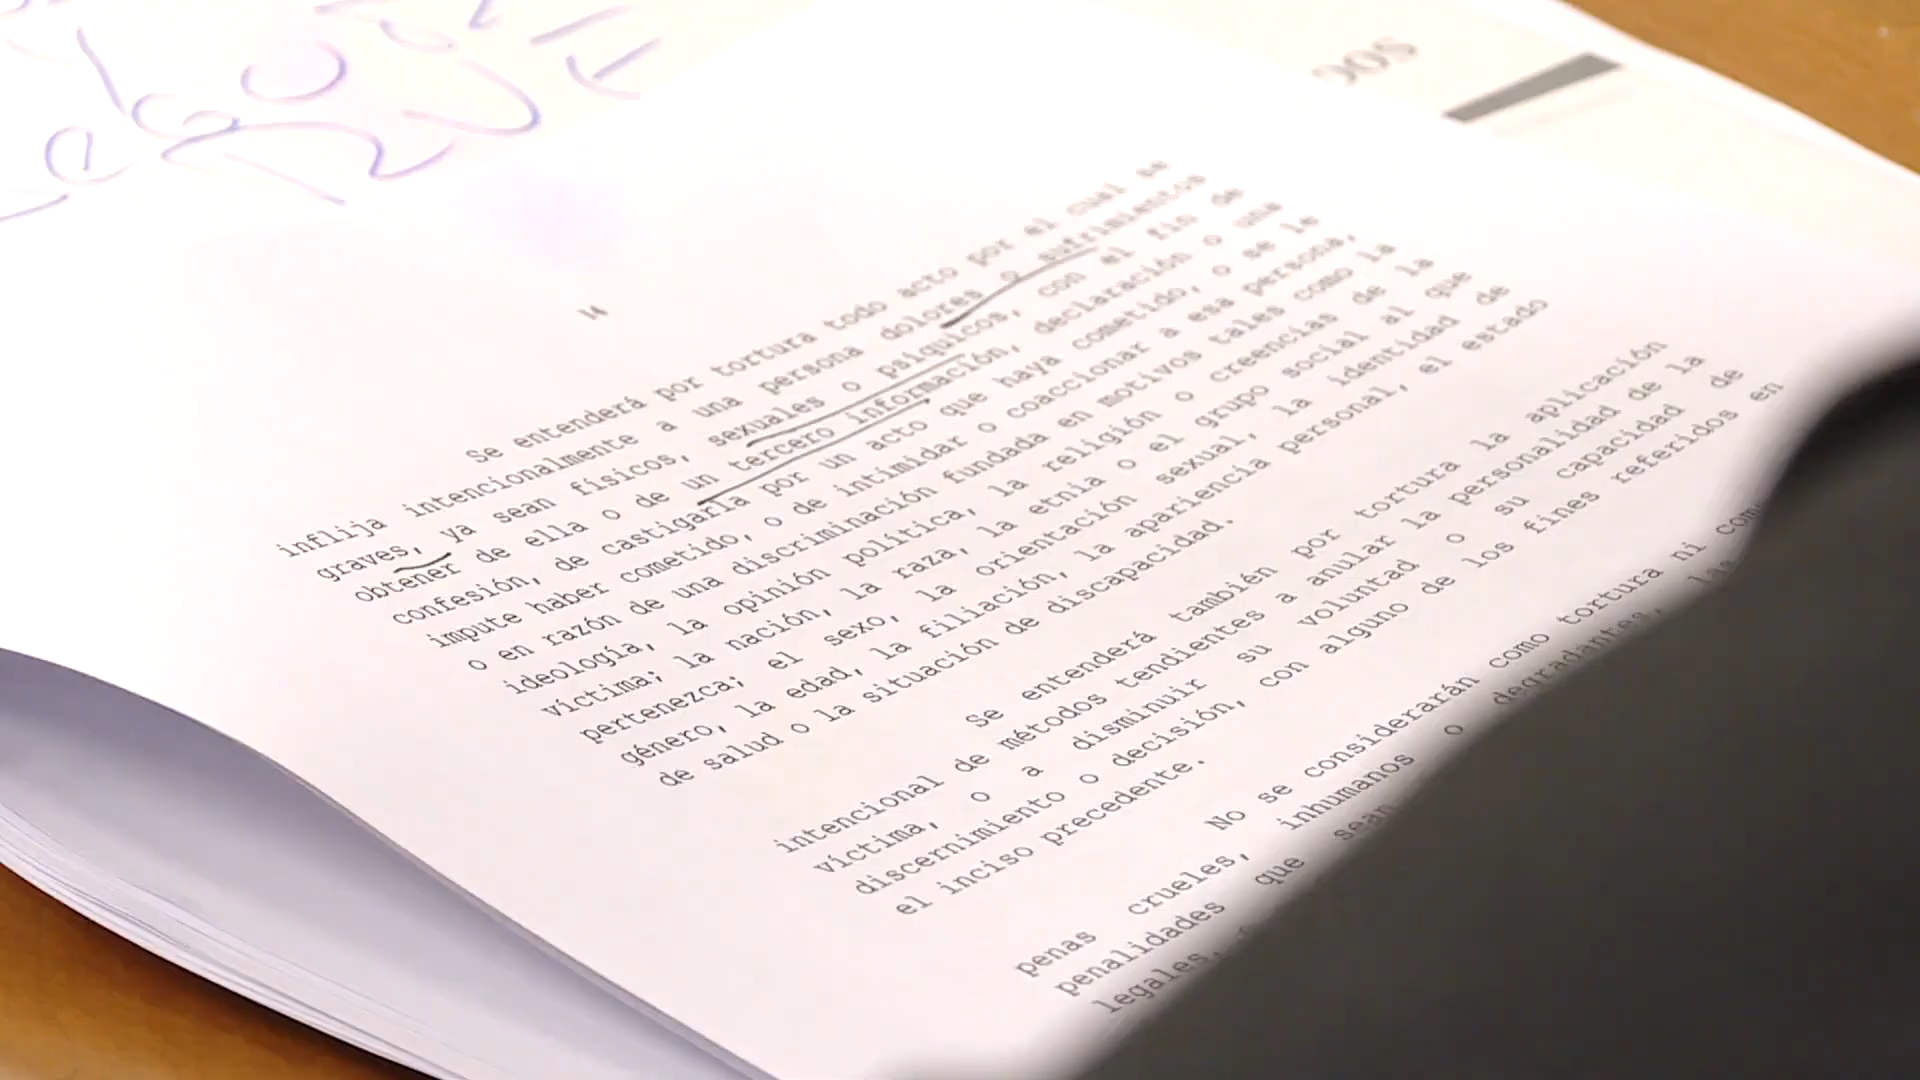 14
Se entenderá por tortura todo acto por el cual se
inflija intencionalmente a una persona dolores o sufrimientos
graves, ya sean físicos, sexuales o psíquicos, con el fin de
obtener de ella o de un tercero información, declaración o una
confesión, de castigarla por un acto que haya cometido, o se le
impute haber cometido, o de intimidar o coaccionar a esa persona,
o en razón de una discriminación fundada en motivos tales como la
ideología, la opinión política, la religión o creencias de la
víctima; la nación, la raza, la etnia o el grupo social al que
pertenezca; el sexo, la orientación sexual, la identidad de
género, la edad, la filiación, la apariencia personal, el estado
de salud o la situación de discapacidad.
Se entenderá también por tortura la aplicación
intencional de métodos tendientes a anular la personalidad de la
víctima, o a disminuir su voluntad o su capacidad de
discernimiento o decisión, con alguno de los fines referidos en
el inciso precedente.
No se considerarán como tortura ni
penas crueles, inhumanos o degradantes, las
penalidades que sean
legales,